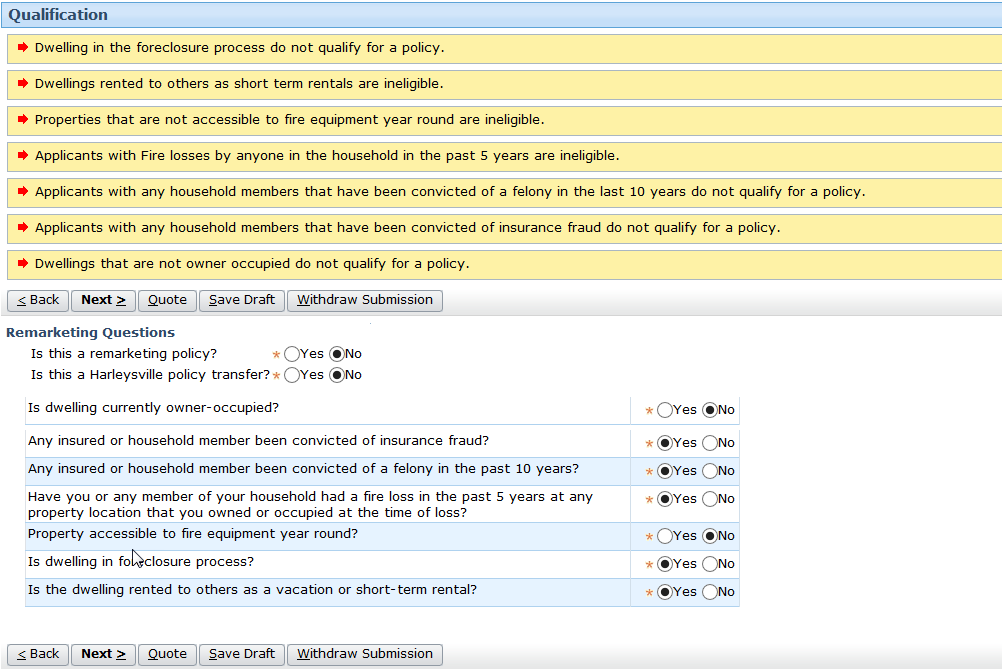 Qualification
Dwelling in the foreclosure process do not qualify for a policy.
Dwellings rented to others as short term rentals are ineligible.
Properties that are not accessible to fire equipment year round are ineligible.
Applicants with Fire losses by anyone in the household in the past 5 years are ineligible.
Applicants with any household members that have been convicted of a felony in the last 10 years do not qualify for a policy.
Applicants with any household members that have been convicted of insurance fraud do not qualify for a policy.
Dwellings that are not owner occupied do not qualify for a policy.
< Back Next > Quote Save Draft Withdraw Submission
Remarketing Questions
Is this a remarketing policy? * Yes No
Is this a Harleysville policy transfer? * Yes No
Is dwelling currently owner-occupied? * Yes No
Any insured or household member been convicted of insurance fraud? * Yes No
Any insured or household member been convicted of a felony in the past 10 years? * Yes No
Have you or any member of your household had a fire loss in the past 5 years at any * Yes No
property location that you owned or occupied at the time of loss?
Property accessible to fire equipment year round? * Yes No
Is dwelling in foreclosure process? * Yes No
Is the dwelling rented to others as a vacation or short-term rental? * Yes No
< Back Next > Quote Save Draft Withdraw Submission